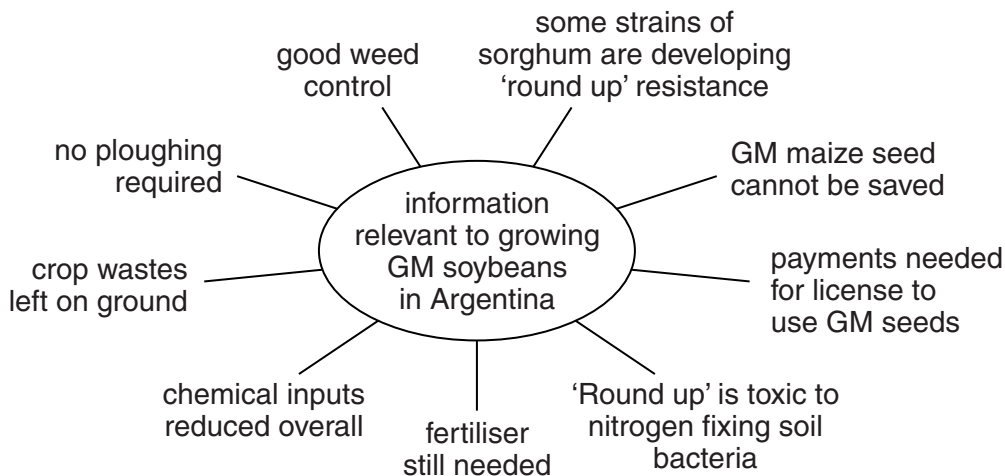 good weed
control
some strains of
sorghum are developing
‘round up’ resistance
no ploughing
required
GM maize seed
cannot be saved
information
relevant to growing
GM soybeans
in Argentina
crop wastes
left on ground
payments needed
for license to
use GM seeds
chemical inputs
reduced overall
fertiliser
still needed
‘Round up’ is toxic to
nitrogen fixing soil
bacteria